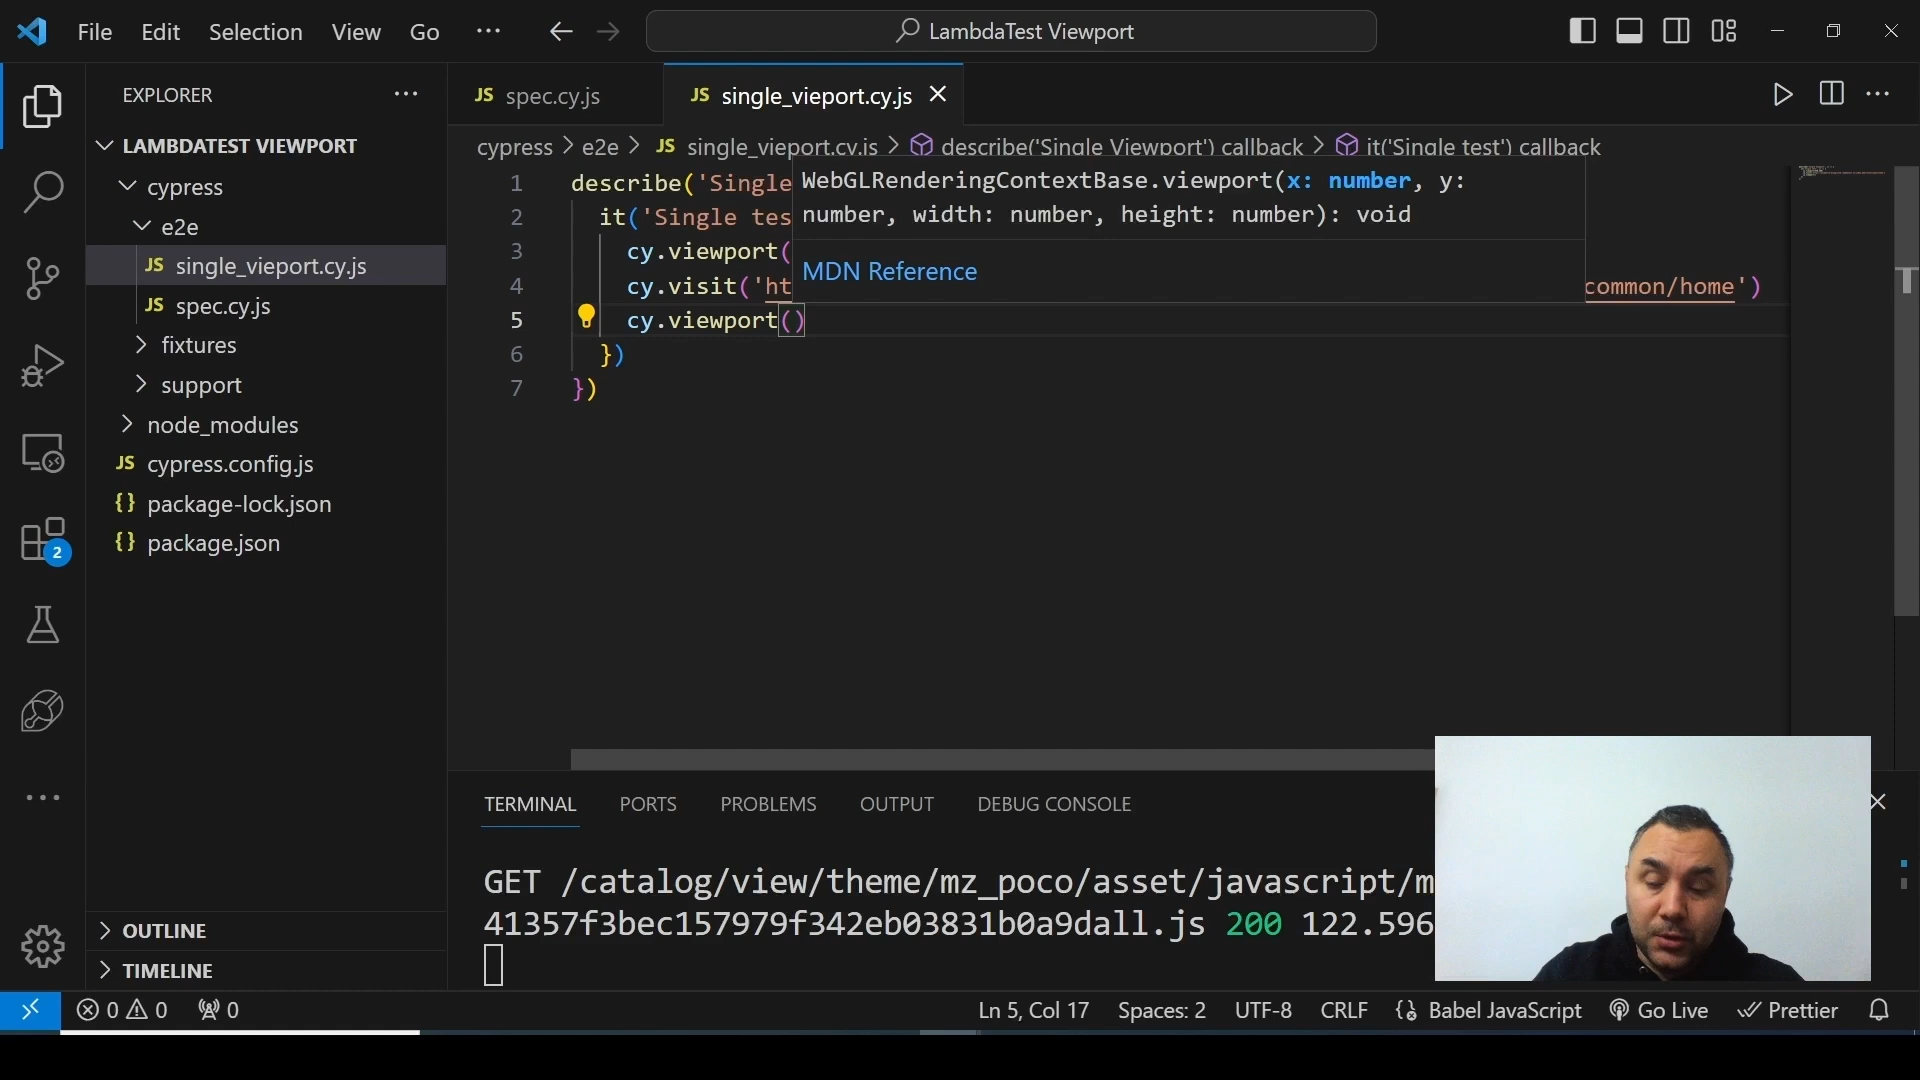 File Edit Selection View Go ··· LambdaTest Viewport
EXPLORER ···
LAMBDATEST VIEWPORT
cypress
e2e
JS single_vieport.cy.js
JS spec.cy.js
fixtures
support
node_modules
JS cypress.config.js
{} package-lock.json
{} package.json
OUTLINE
TIMELINE
2
JS spec.cy.js JS single_vieport.cy.js
cypress > e2e > JS single_vieport.cy.js > describe('Single Viewport') callback > it('Single test') callback
1 describe('Single
2 it('Single tes
3 cy.viewport(
4 cy.visit('ht common/home')
5 cy.viewport()
6 })
7 })
WebGLRenderingContextBase.viewport(x: number, y:
number, width: number, height: number): void
MDN Reference
TERMINAL PORTS PROBLEMS OUTPUT DEBUG CONSOLE
GET /catalog/view/theme/mz_poco/asset/javascript/m
41357f3bec157979f342eb03831b0a9dall.js 200 122.596
0 0 0 Ln 5, Col 17 Spaces: 2 UTF-8 CRLF Babel JavaScript Go Live Prettier